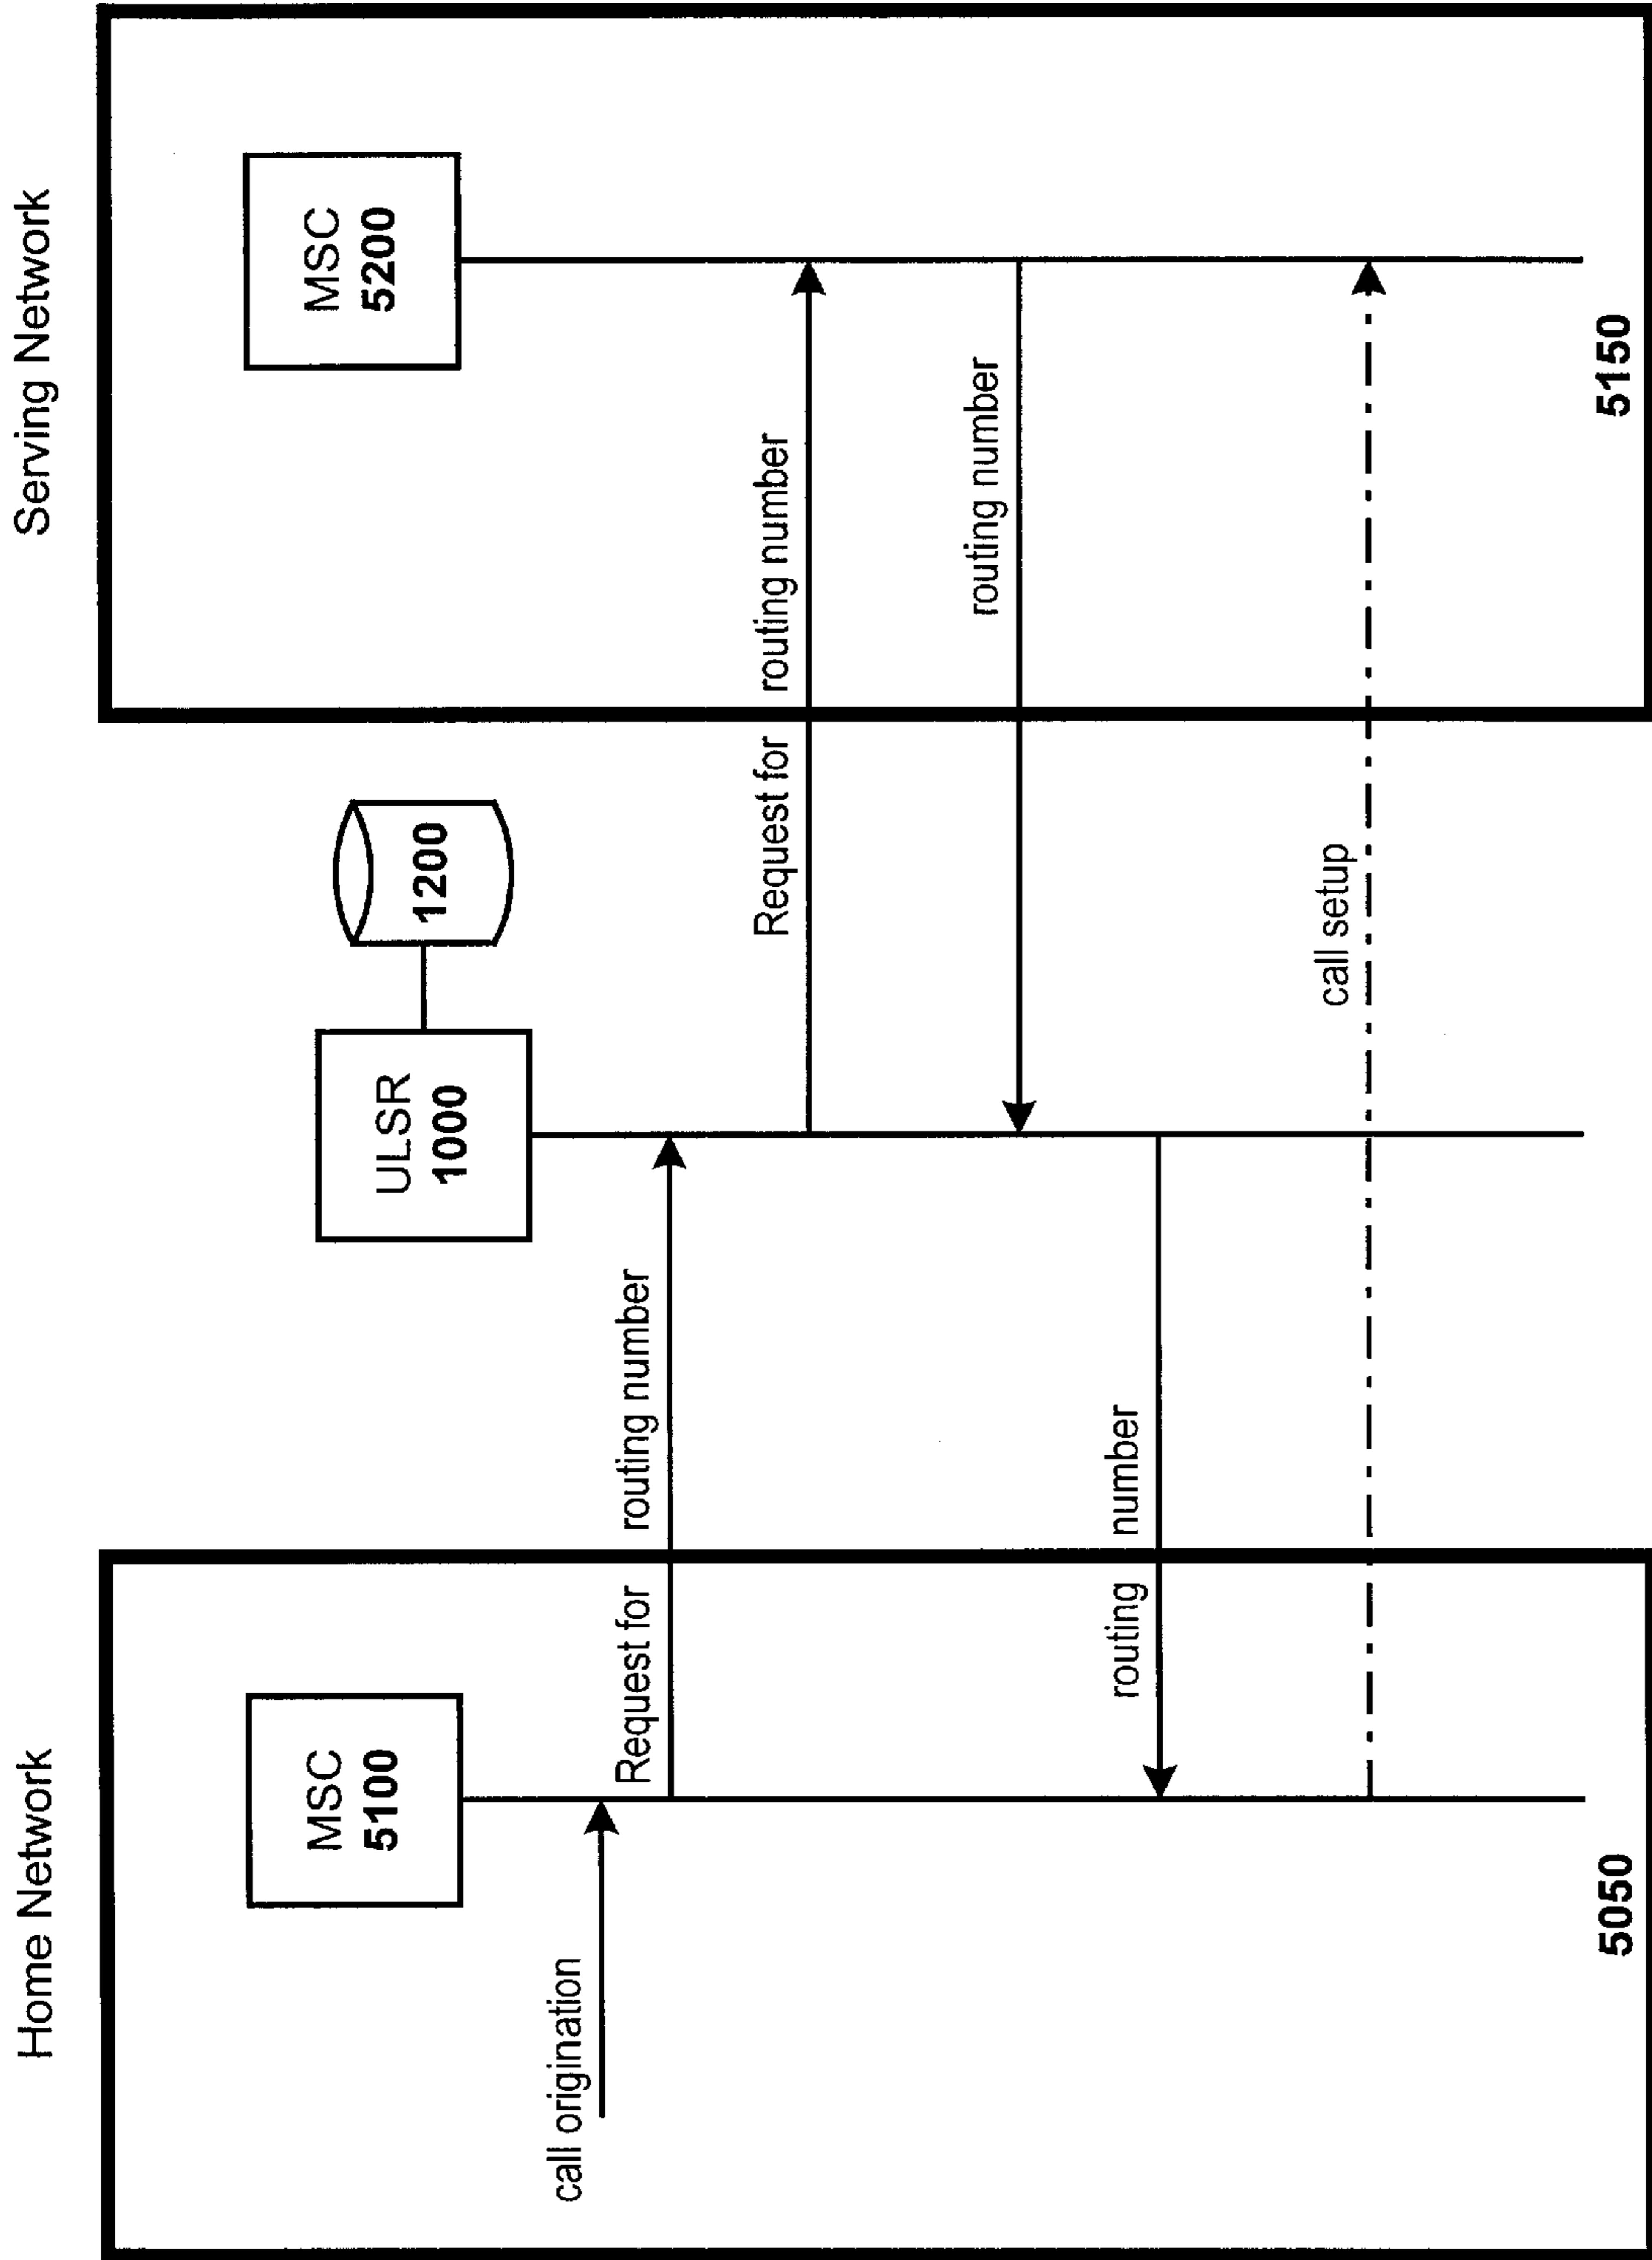 Home Network
Serving Network
MSC
5100
ULSR
1000
1200
MSC
5200
call origination
Request for routing number
Request for routing number
routing number
routing number
call setup
5050
5150